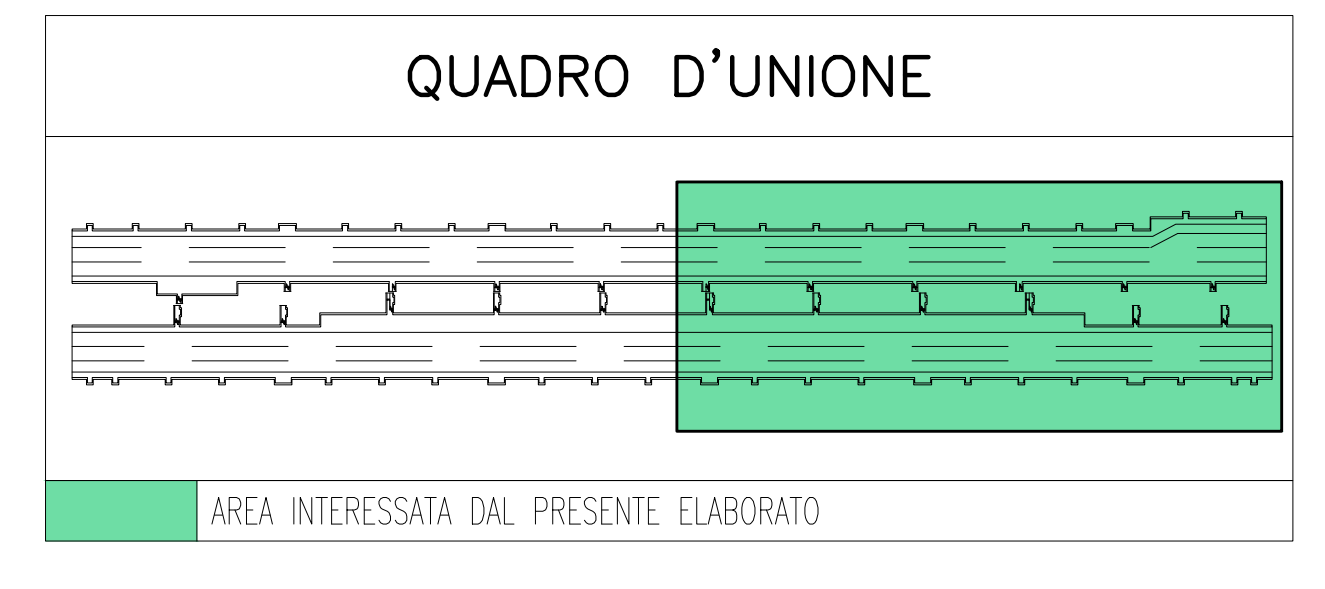 QUADRO D'UNIONE
AREA INTERESSATA DAL PRESENTE ELABORATO